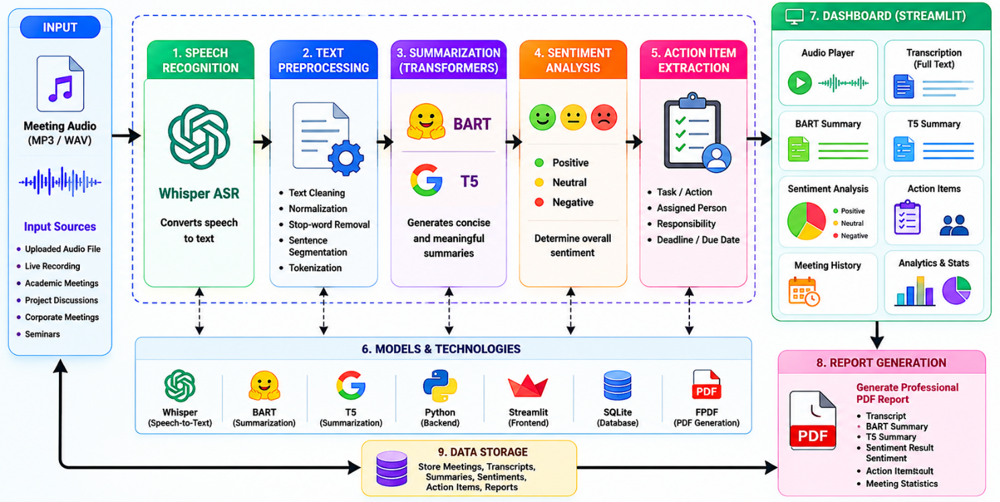 INPUT
Meeting Audio
(MP3 / WAV)
Input Sources
• Uploaded Audio File
• Live Recording
• Academic Meetings
• Project Discussions
• Corporate Meetings
• Seminars
1. SPEECH
RECOGNITION
Whisper ASR
Converts speech
to text
2. TEXT
PREPROCESSING
• Text Cleaning
• Normalization
• Stop-word Removal
• Sentence
Segmentation
• Tokenization
3. SUMMARIZATION
(TRANSFORMERS)
BART
T5
Generates concise
and meaningful
summaries
4. SENTIMENT
ANALYSIS
Positive
Neutral
Negative
Determine overall
sentiment
5. ACTION ITEM
EXTRACTION
• Task / Action
• Assigned Person
• Responsibility
• Deadline / Due Date
6. MODELS & TECHNOLOGIES
Whisper
(Speech-to-Text)
BART
(Summarization)
T5
(Summarization)
Python
(Backend)
Streamlit
(Frontend)
SQLite
(Database)
PDF
FPDF
(PDF Generation)
7. DASHBOARD (STREAMLIT)
Audio Player
Transcription
(Full Text)
BART Summary
T5 Summary
Sentiment Analysis
Positive
Neutral
Negative
Action Items
Meeting History
Analytics & Stats
8. REPORT GENERATION
PDF
Generate Professional
PDF Report
• Transcript
• BART Summary
• T5 Summary
• Sentiment Result
Sentiment
• Action
• Meeting Statistics
9. DATA STORAGE
Store Meetings, Transcripts,
Summaries, Sentiments,
Action Items, Reports